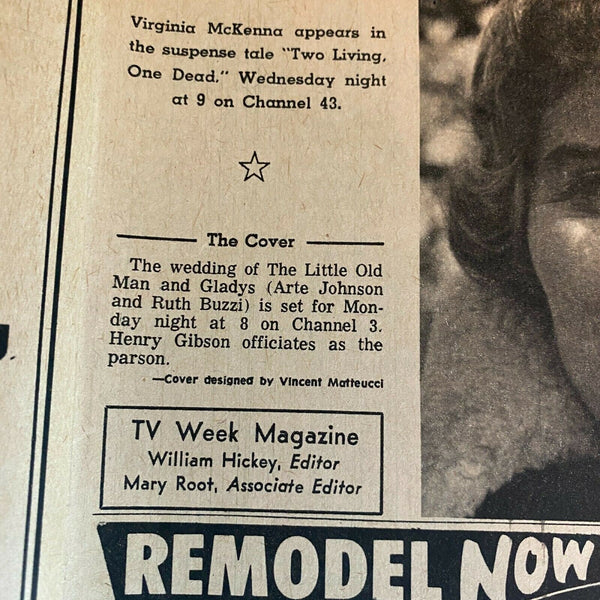 Virginia McKenna appears in
the suspense tale "Two Living,
One Dead," Wednesday night
at 9 on Channel 43.
The Cover
The wedding of The Little Old
Man and Gladys (Arte Johnson
and Ruth Buzzi) is set for Mon-
day night at 8 on Channel 3.
Henry Gibson officiates as the
parson.
—Cover designed by Vincent Matteucci
TV Week Magazine
William Hickey, Editor
Mary Root, Associate Editor
REMODEL NOW